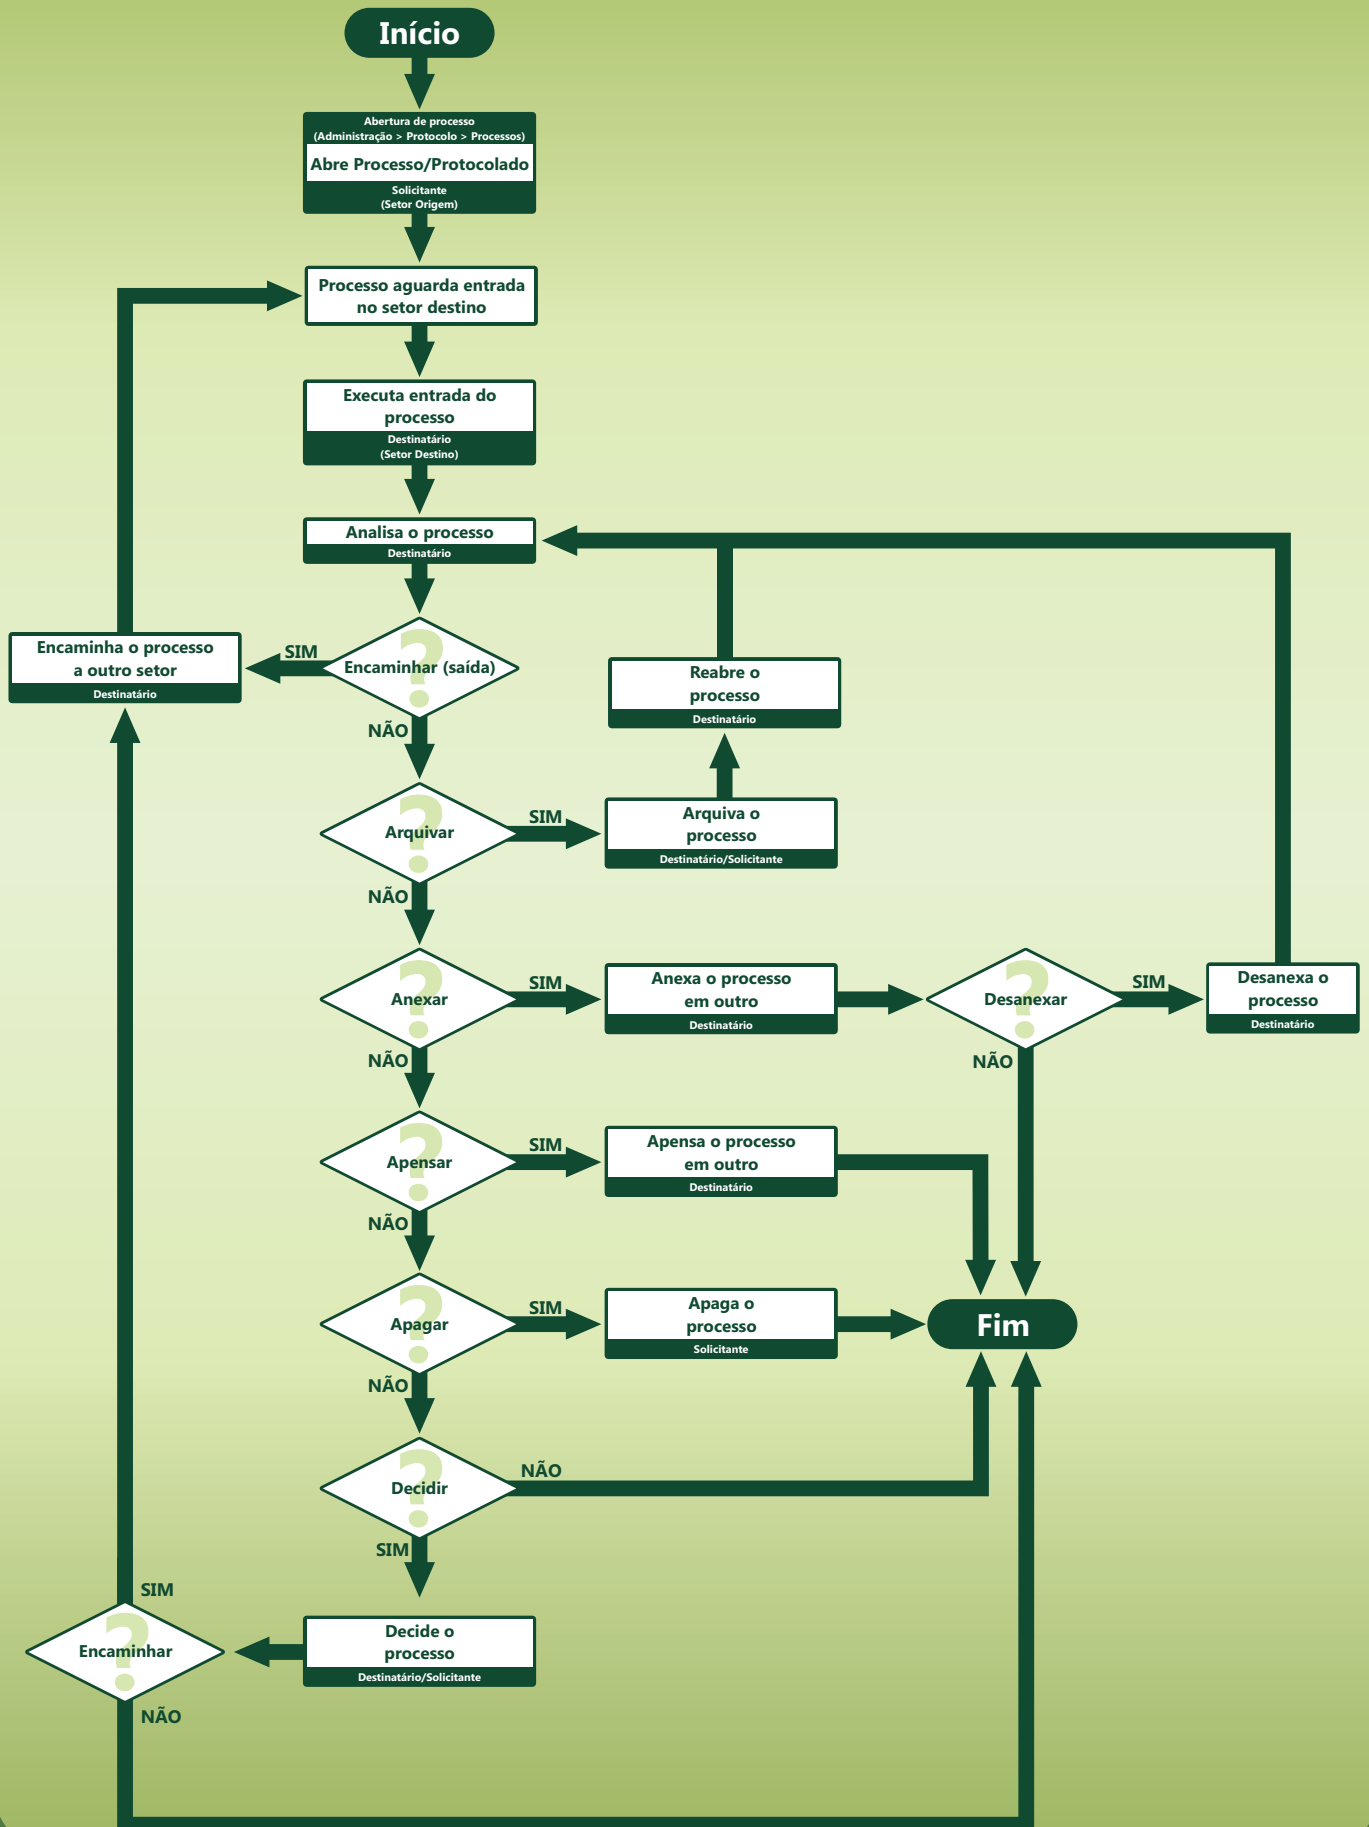 Início
Abertura de processo
(Administração > Protocolo > Processos)
Abre Processo/Protocolado
Solicitante
(Setor Origem)
Processo aguarda entrada
no setor destino
Executa entrada do
processo
Destinatário
(Setor Destino)
Analisa o processo
Destinatário
Encaminha o processo
a outro setor
Destinatário
SIM
?
Encaminhar (saída)
NÃO
Reabre o
processo
Destinatário
?
Arquivar
SIM
NÃO
Arquiva o
processo
Destinatário/Solicitante
?
Anexar
SIM
NÃO
Anexa o processo
em outro
Destinatário
?
Desanexar
SIM
NÃO
Desanexa o
processo
Destinatário
?
Apensar
SIM
NÃO
Apensa o processo
em outro
Destinatário
?
Apagar
SIM
NÃO
Apaga o
processo
Solicitante
Fim
?
Decidir
NÃO
SIM
Decide o
processo
Destinatário/Solicitante
SIM
?
Encaminhar
NÃO